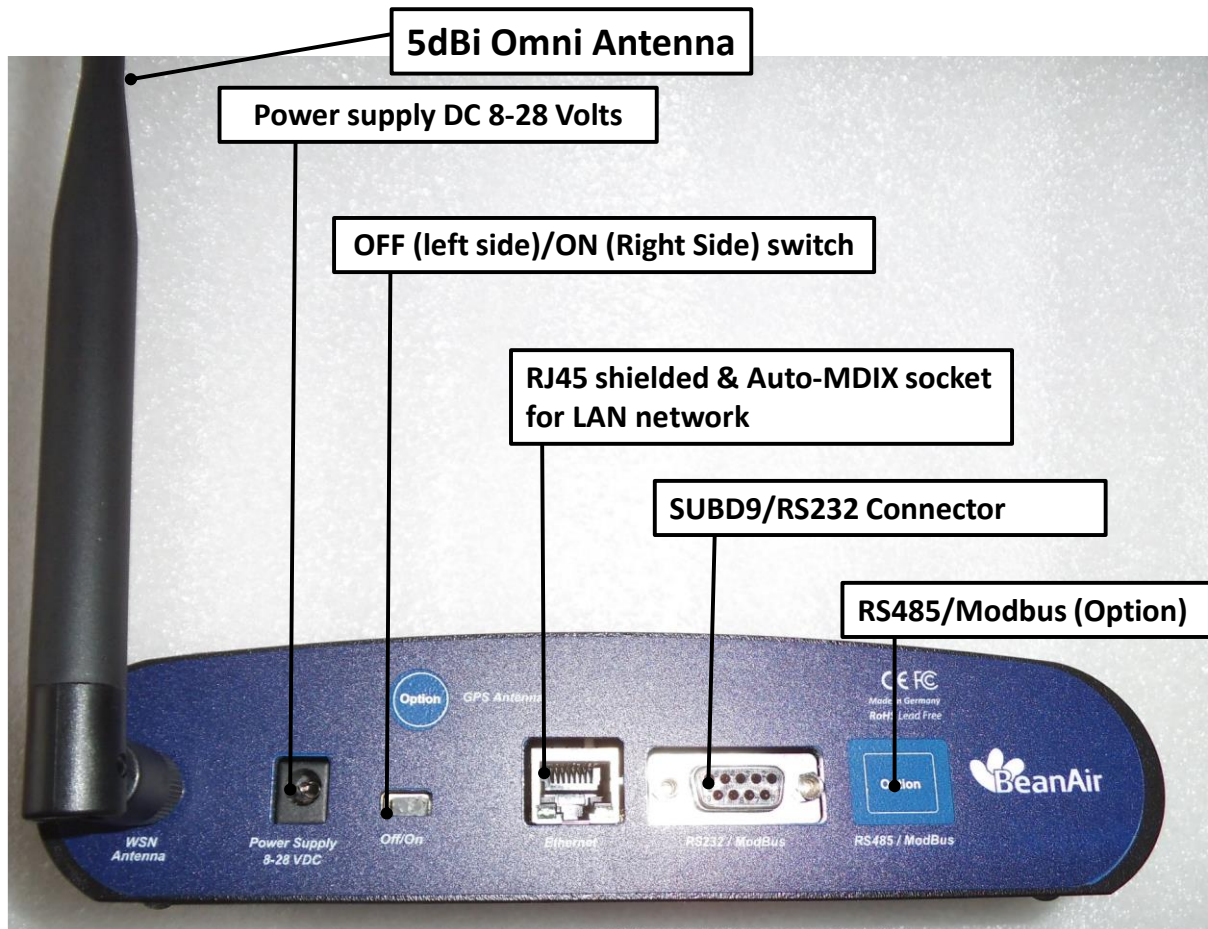 5dBi Omni Antenna
Power supply DC 8-28 Volts
OFF (left side)/ON (Right Side) switch
RJ45 shielded & Auto-MDIX socket
for LAN network
SUBD9/RS232 Connector
RS485/Modbus (Option)
Option
GPS Antenna
CE FC
Made in Germany
RoHS Lead Free
Option
BeanAir
WSN
Antenna
Power Supply
8-28 VDC
Off/On
Ethernet
RS232 / ModBus
RS485 / ModBus